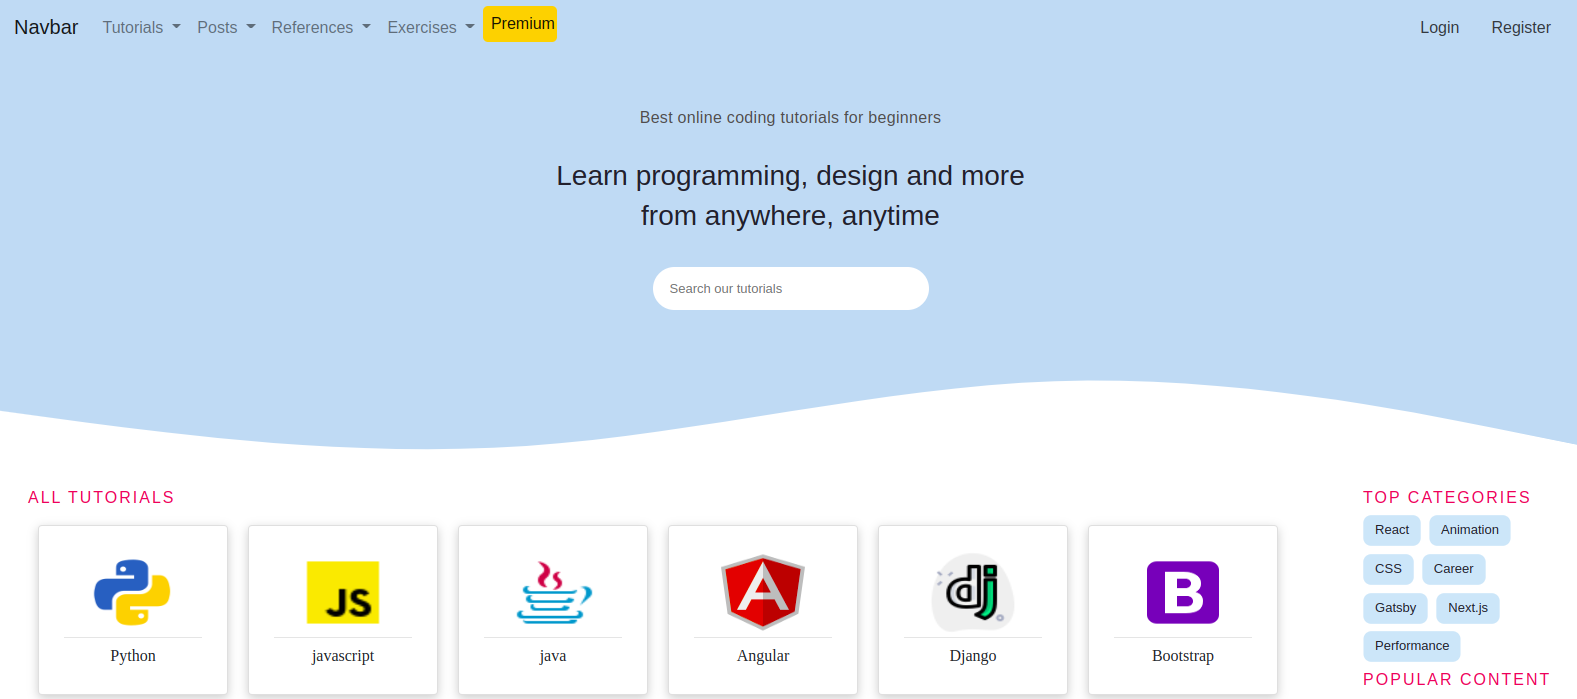 Navbar Tutorials Posts References Exercises Premium Login Register
Best online coding tutorials for beginners
Learn programming, design and more
from anywhere, anytime
Search our tutorials
ALL TUTORIALS
JS
A
dj
B
Python javascript java Angular Django Bootstrap
TOP CATEGORIES
React Animation
CSS Career
Gatsby Next.js
Performance
POPULAR CONTENT